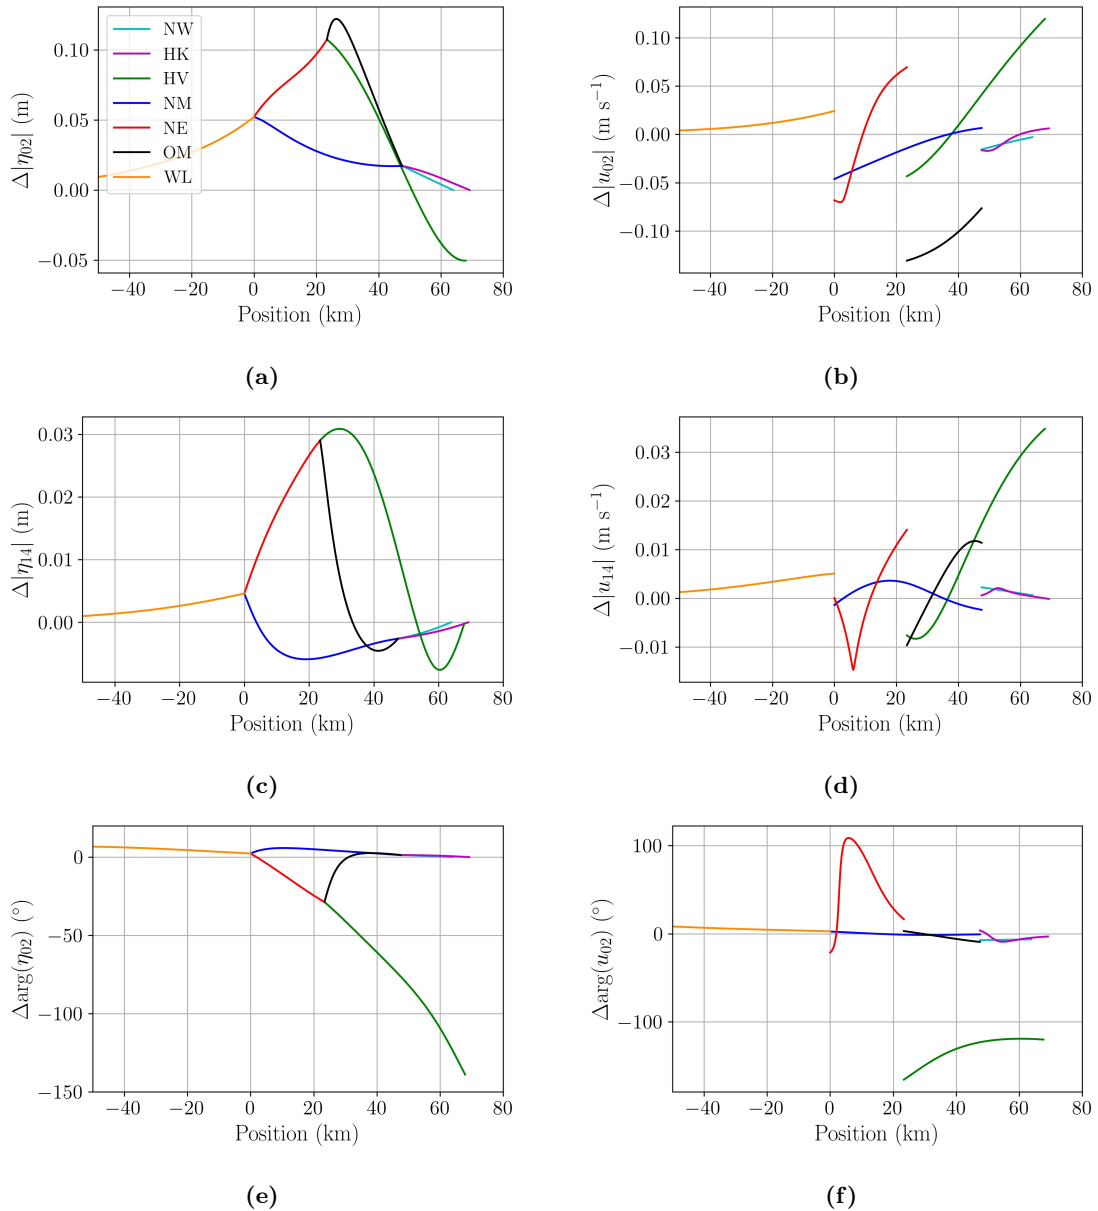 Δ|η02| (m)
0.10
0.05
0.00
−0.05
NW
HK
HV
NM
NE
OM
WL
−40 −20 0 20 40 60 80
Position (km)
(a)
Δ|u02| (m s−1)
0.10
0.05
0.00
−0.05
−0.10
−40 −20 0 20 40 60 80
Position (km)
(b)
Δ|η14| (m)
0.03
0.02
0.01
0.00
−40 −20 0 20 40 60 80
Position (km)
(c)
Δ|u14| (m s−1)
0.03
0.02
0.01
0.00
−0.01
−40 −20 0 20 40 60 80
Position (km)
(d)
Δarg(η02) (°)
0
−50
−100
−150
−40 −20 0 20 40 60 80
Position (km)
(e)
Δarg(u02) (°)
100
0
−100
−40 −20 0 20 40 60 80
Position (km)
(f)